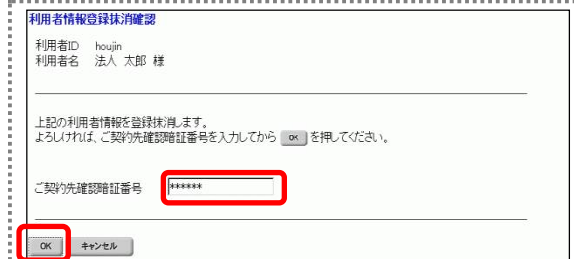 利用者情報登録抹消確認
利用者ID houjin
利用者名 法人 太郎 様
上記の利用者情報を登録抹消します。
よろしければ、ご契約先確認暗証番号を入力してから OK を押してください。
ご契約先確認暗証番号 ******
OK キャンセル